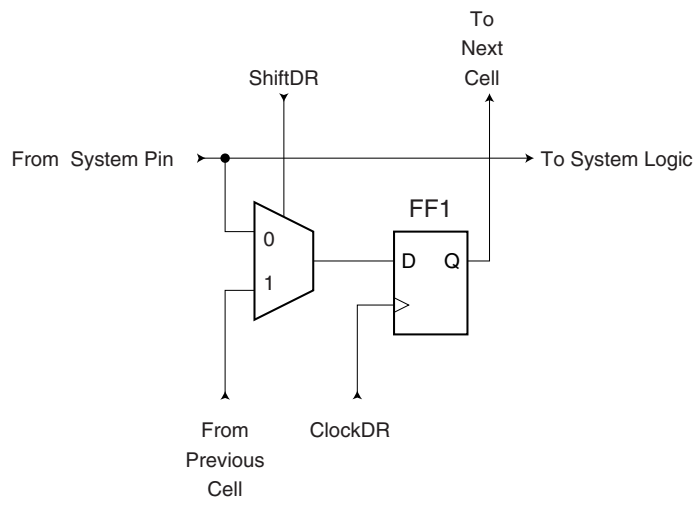 To
Next
Cell
ShiftDR
From System Pin
To System Logic
FF1
0
D Q
1
From
Previous
Cell
ClockDR